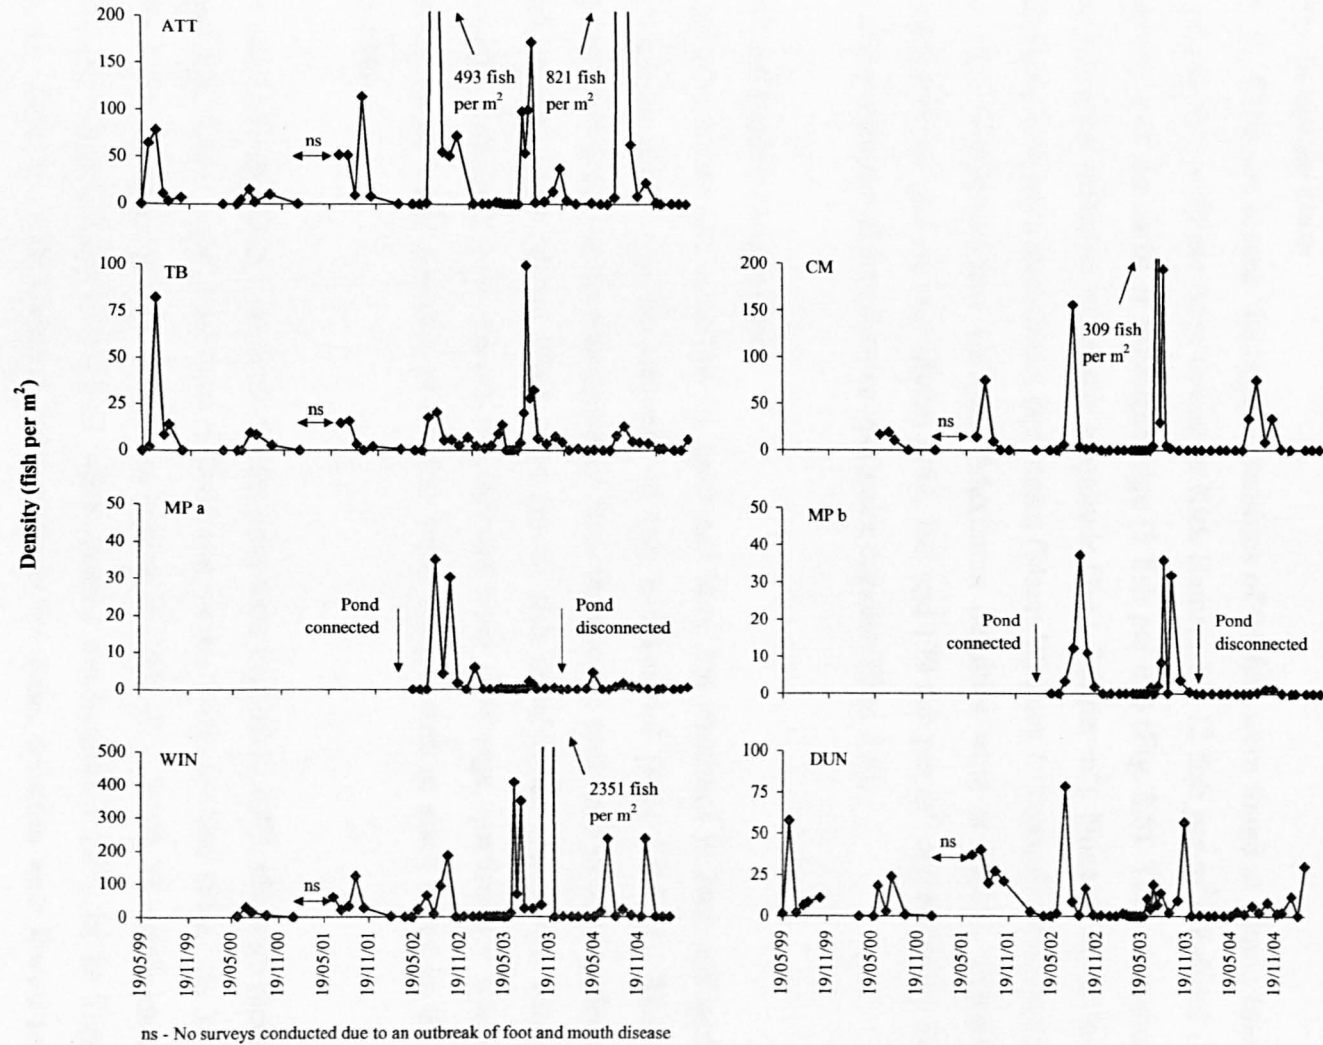 Density (fish per m²)
ATT
200
150
100
50
0
ns
493 fish
per m²
821 fish
per m²
TB
100
75
50
25
0
ns
CM
200
150
100
50
0
ns
309 fish
per m²
MP a
50
40
30
20
10
0
Pond
connected
Pond
disconnected
MP b
50
40
30
20
10
0
Pond
connected
Pond
disconnected
WIN
500
400
300
200
100
0
ns
2351 fish
per m²
19/05/99
19/11/99
19/05/00
19/11/00
19/05/01
19/11/01
19/05/02
19/11/02
19/05/03
19/11/03
19/05/04
19/11/04
DUN
100
75
50
25
0
ns
19/05/99
19/11/99
19/05/00
19/11/00
19/05/01
19/11/01
19/05/02
19/11/02
19/05/03
19/11/03
19/05/04
19/11/04
ns - No surveys conducted due to an outbreak of foot and mouth disease